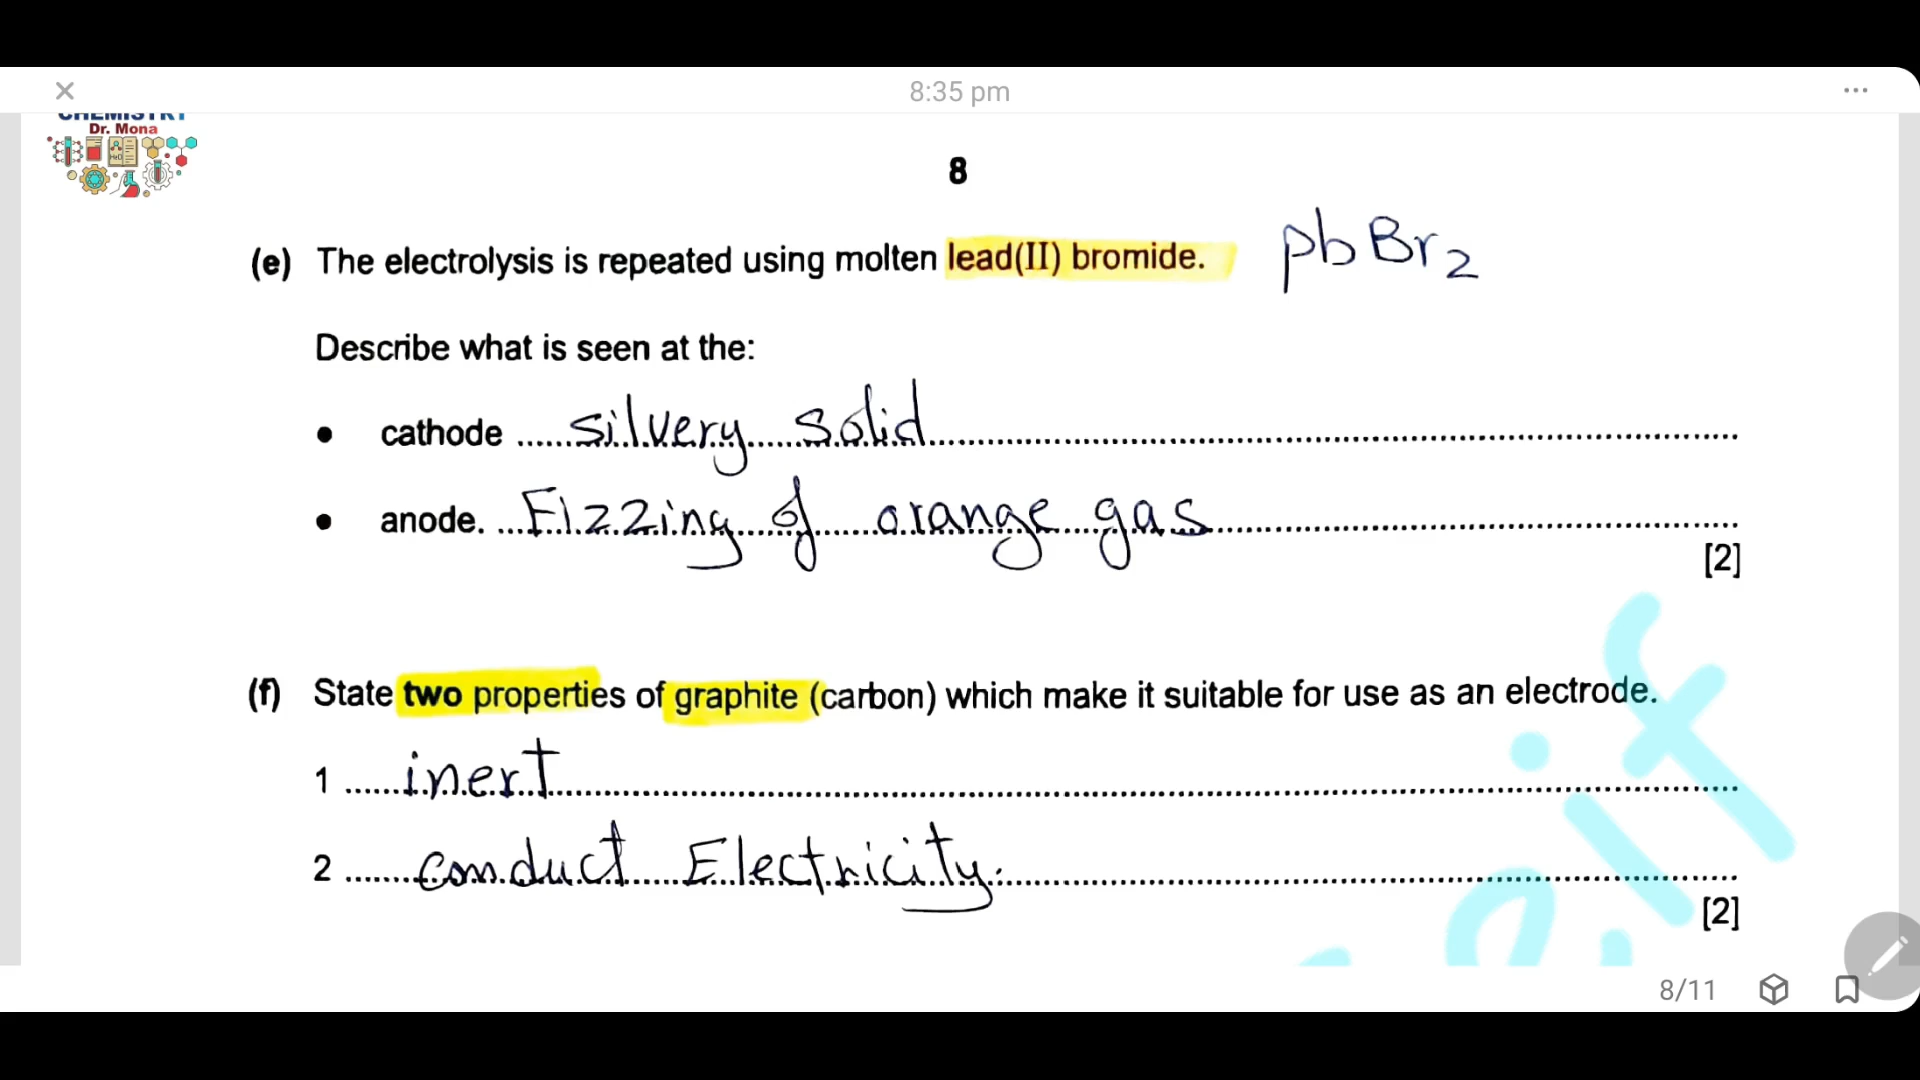 8:35 pm
CHEMISTRY
Dr. Mona
8
(e) The electrolysis is repeated using molten lead(II) bromide. pbBr2
Describe what is seen at the:
• cathode ......silvery solid......
• anode. ...Fizzing of orange gas......
[2]
(f) State two properties of graphite (carbon) which make it suitable for use as an electrode.
1 ......inert......
2 ......conduct Electricity.......
[2]
8/11